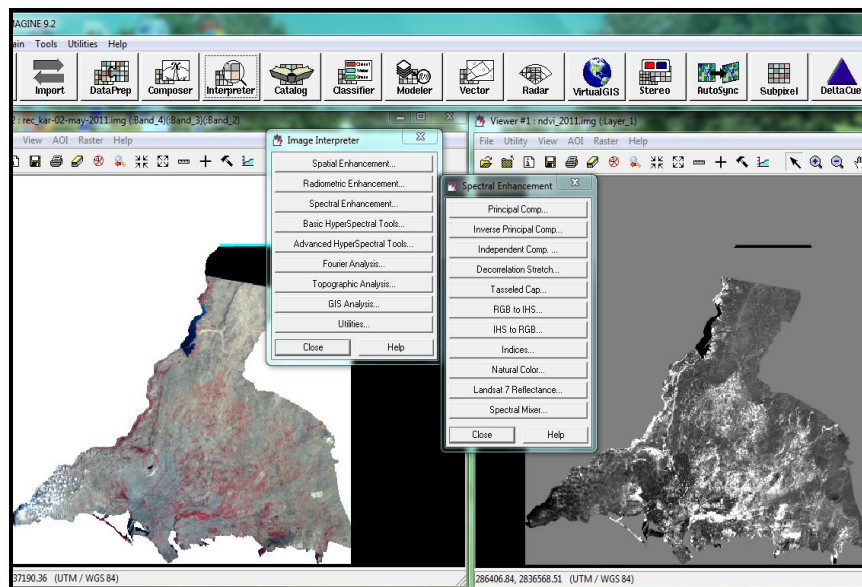 MAGINE 9.2
ain Tools Utilities Help
Import DataPrep Composer Interpreter Catalog Classifier Modeler Vector Radar VirtualGIS Stereo AutoSync Subpixel DeltaCue
2 : rec_kar-02-may-2011.img (:Band_4)(:Band_3)(:Band_2)
View AOI Raster Help
Image Interpreter
Spatial Enhancement...
Radiometric Enhancement...
Spectral Enhancement...
Basic HyperSpectral Tools...
Advanced HyperSpectral Tools...
Fourier Analysis...
Topographic Analysis...
GIS Analysis...
Utilities...
Close Help
Viewer #1 : ndvi_2011.img (:Layer_1)
File Utility View AOI Raster Help
Spectral Enhancement
Principal Comp...
Inverse Principal Comp...
Independent Comp. ...
Decorrelation Stretch...
Tasseled Cap...
RGB to IHS...
IHS to RGB...
Indices...
Natural Color...
Landsat 7 Reflectance...
Spectral Mixer...
Close Help
37190.36 (UTM / WGS 84)
286406.84, 2836568.51 (UTM / WGS 84)